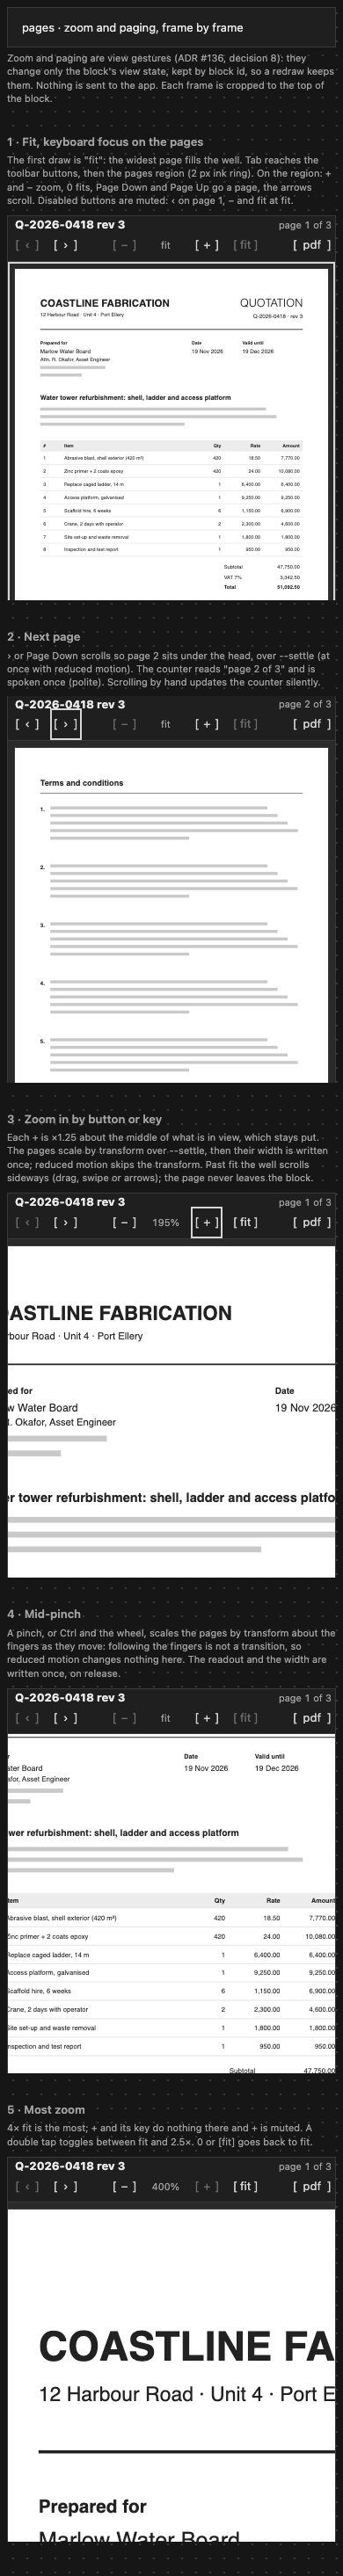 pages · zoom and paging, frame by frame
Zoom and paging are view gestures (ADR #136, decision 8): they
change only the block's view state, kept by block id, so a redraw keeps
them. Nothing is sent to the app. Each frame is cropped to the top of
the block.
1 · Fit, keyboard focus on the pages
The first draw is "fit": the widest page fills the well. Tab reaches the
toolbar buttons, then the pages region (2 px ink ring). On the region: +
and − zoom, 0 fits, Page Down and Page Up go a page, the arrows
scroll. Disabled buttons are muted: ‹ on page 1, − and fit at fit.
Q-2026-0418 rev 3 page 1 of 3
[ ‹ ] [ › ] [ − ] fit [ + ] [ fit ] [ pdf ]
COASTLINE FABRICATION QUOTATION
12 Harbour Road · Unit 4 · Port Ellery Q-2026-0418 · rev 3
Prepared for Date Valid until
Marlow Water Board 19 Nov 2026 19 Dec 2026
Attn. R. Okafor, Asset Engineer
Water tower refurbishment: shell, ladder and access platform
# Item Qty Rate Amount
1 Abrasive blast, shell exterior (420 m²) 420 18.50 7,770.00
2 Zinc primer + 2 coats epoxy 420 24.00 10,080.00
3 Replace caged ladder, 14 m 1 6,400.00 6,400.00
4 Access platform, galvanised 1 9,250.00 9,250.00
5 Scaffold hire, 6 weeks 6 1,150.00 6,900.00
6 Crane, 2 days with operator 2 2,300.00 4,600.00
7 Site set-up and waste removal 1 1,800.00 1,800.00
8 Inspection and test report 1 950.00 950.00
Subtotal 47,750.00
VAT 7% 3,342.50
Total 51,092.50
2 · Next page
› or Page Down scrolls so page 2 sits under the head, over --settle (at
once with reduced motion). The counter reads "page 2 of 3" and is
spoken once (polite). Scrolling by hand updates the counter silently.
Q-2026-0418 rev 3 page 2 of 3
[ ‹ ] [ › ] [ − ] fit [ + ] [ fit ] [ pdf ]
Terms and conditions
1.
2.
3.
4.
5.
3 · Zoom in by button or key
Each + is ×1.25 about the middle of what is in view, which stays put.
The pages scale by transform over --settle, then their width is written
once; reduced motion skips the transform. Past fit the well scrolls
sideways (drag, swipe or arrows); the page never leaves the block.
Q-2026-0418 rev 3 page 1 of 3
[ ‹ ] [ › ] [ − ] 195% [ + ] [ fit ] [ pdf ]
ASTLINE FABRICATION
rbour Road · Unit 4 · Port Ellery
ed for Date
w Water Board 19 Nov 2026
R. Okafor, Asset Engineer
er tower refurbishment: shell, ladder and access platfo
4 · Mid-pinch
A pinch, or Ctrl and the wheel, scales the pages by transform about the
fingers as they move: following the fingers is not a transition, so
reduced motion changes nothing here. The readout and the width are
written once, on release.
Q-2026-0418 rev 3 page 1 of 3
[ ‹ ] [ › ] [ − ] fit [ + ] [ fit ] [ pdf ]
r Date Valid until
ater Board 19 Nov 2026 19 Dec 2026
afor, Asset Engineer
wer refurbishment: shell, ladder and access platform
Item Qty Rate Amount
Abrasive blast, shell exterior (420 m²) 420 18.50 7,770.00
Zinc primer + 2 coats epoxy 420 24.00 10,080.00
Replace caged ladder, 14 m 1 6,400.00 6,400.00
Access platform, galvanised 1 9,250.00 9,250.00
Scaffold hire, 6 weeks 6 1,150.00 6,900.00
Crane, 2 days with operator 2 2,300.00 4,600.00
Site set-up and waste removal 1 1,800.00 1,800.00
Inspection and test report 1 950.00 950.00
Subtotal 47,750.00
5 · Most zoom
4× fit is the most; + and its key do nothing there and + is muted. A
double tap toggles between fit and 2.5×. 0 or [fit] goes back to fit.
Q-2026-0418 rev 3 page 1 of 3
[ ‹ ] [ › ] [ − ] 400% [ + ] [ fit ] [ pdf ]
COASTLINE FA
12 Harbour Road · Unit 4 · Port E
Prepared for
Marlow Water Board